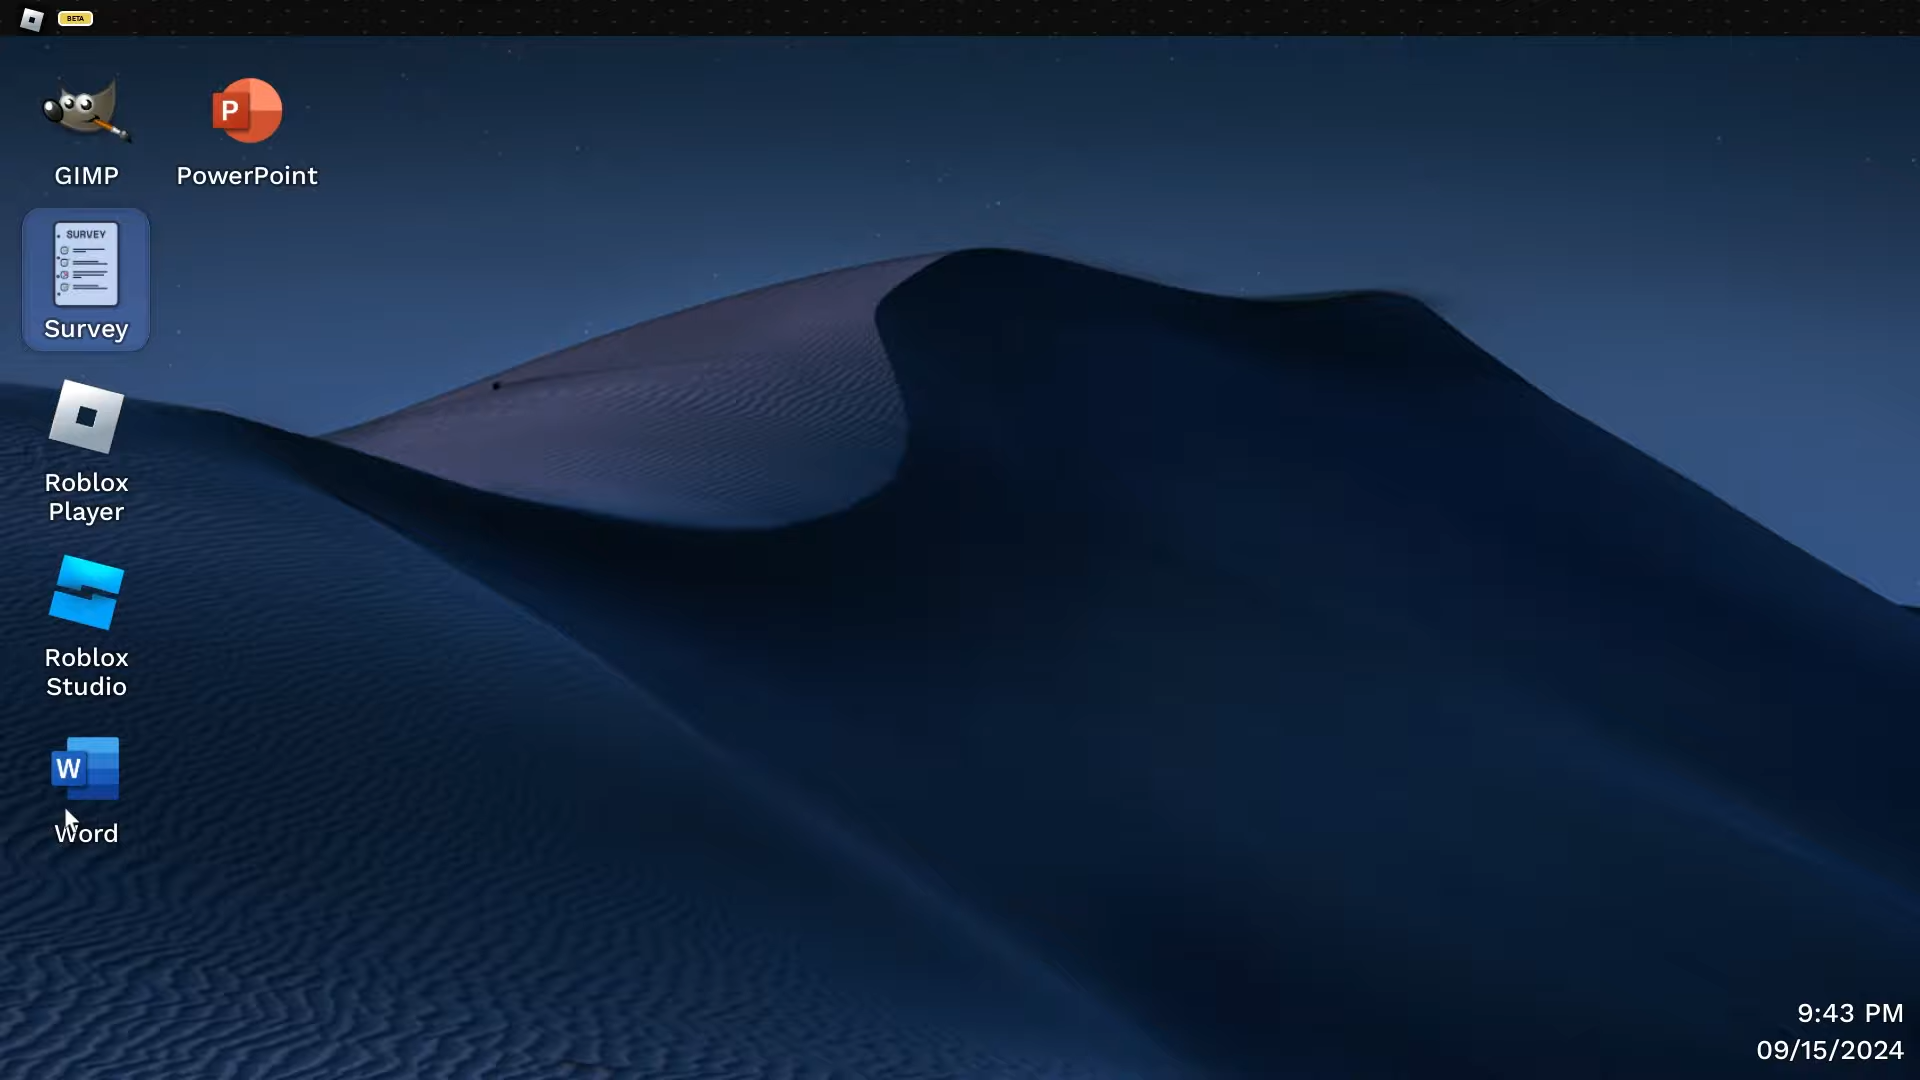 BETA
GIMP
PowerPoint
P
SURVEY
Survey
Roblox
Player
Roblox
Studio
W
Word
9:43 PM
09/15/2024